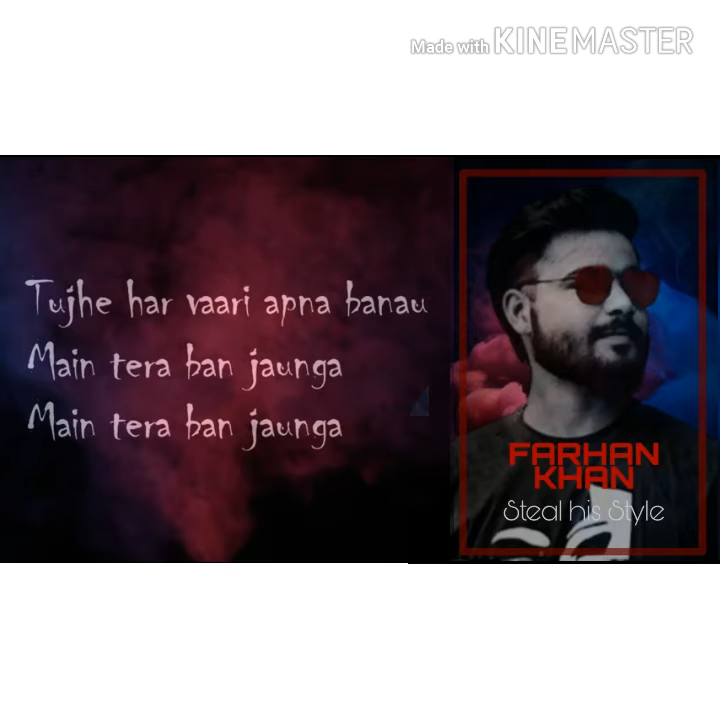 Made with KINEMASTER
Tujhe har vaari apna banau
Main tera ban jaunga
Main tera ban jaunga
FARHAN
KHAN
Steal his Style